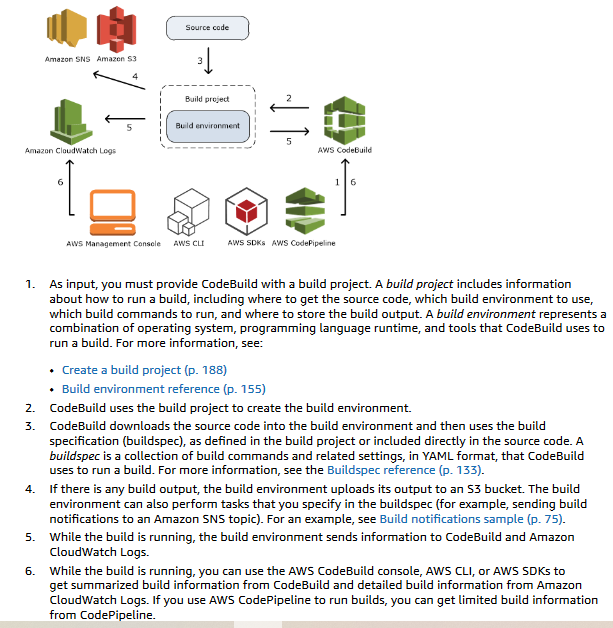 Source code
Amazon SNS Amazon S3
3
4
Build project
2
Build environment
5
5
Amazon CloudWatch Logs
AWS CodeBuild
6
1 6
AWS Management Console AWS CLI AWS SDKs AWS CodePipeline
1. As input, you must provide CodeBuild with a build project. A build project includes information
about how to run a build, including where to get the source code, which build environment to use,
which build commands to run, and where to store the build output. A build environment represents a
combination of operating system, programming language runtime, and tools that CodeBuild uses to
run a build. For more information, see:
• Create a build project (p. 188)
• Build environment reference (p. 155)
2. CodeBuild uses the build project to create the build environment.
3. CodeBuild downloads the source code into the build environment and then uses the build
specification (buildspec), as defined in the build project or included directly in the source code. A
buildspec is a collection of build commands and related settings, in YAML format, that CodeBuild
uses to run a build. For more information, see the Buildspec reference (p. 133).
4. If there is any build output, the build environment uploads its output to an S3 bucket. The build
environment can also perform tasks that you specify in the buildspec (for example, sending build
notifications to an Amazon SNS topic). For an example, see Build notifications sample (p. 75).
5. While the build is running, the build environment sends information to CodeBuild and Amazon
CloudWatch Logs.
6. While the build is running, you can use the AWS CodeBuild console, AWS CLI, or AWS SDKs to
get summarized build information from CodeBuild and detailed build information from Amazon
CloudWatch Logs. If you use AWS CodePipeline to run builds, you can get limited build information
from CodePipeline.